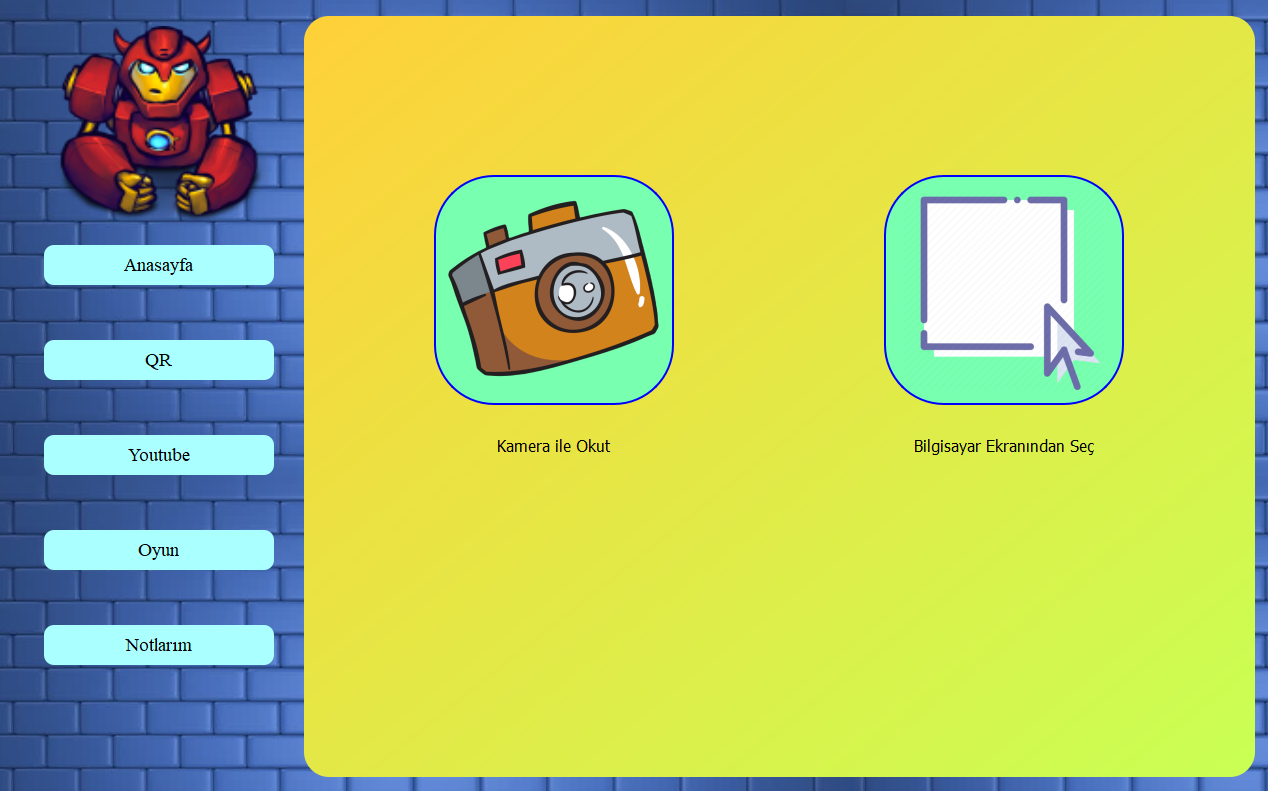 Anasayfa
QR
Youtube
Oyun
Notlarım
Kamera ile Okut
Bilgisayar Ekranından Seç